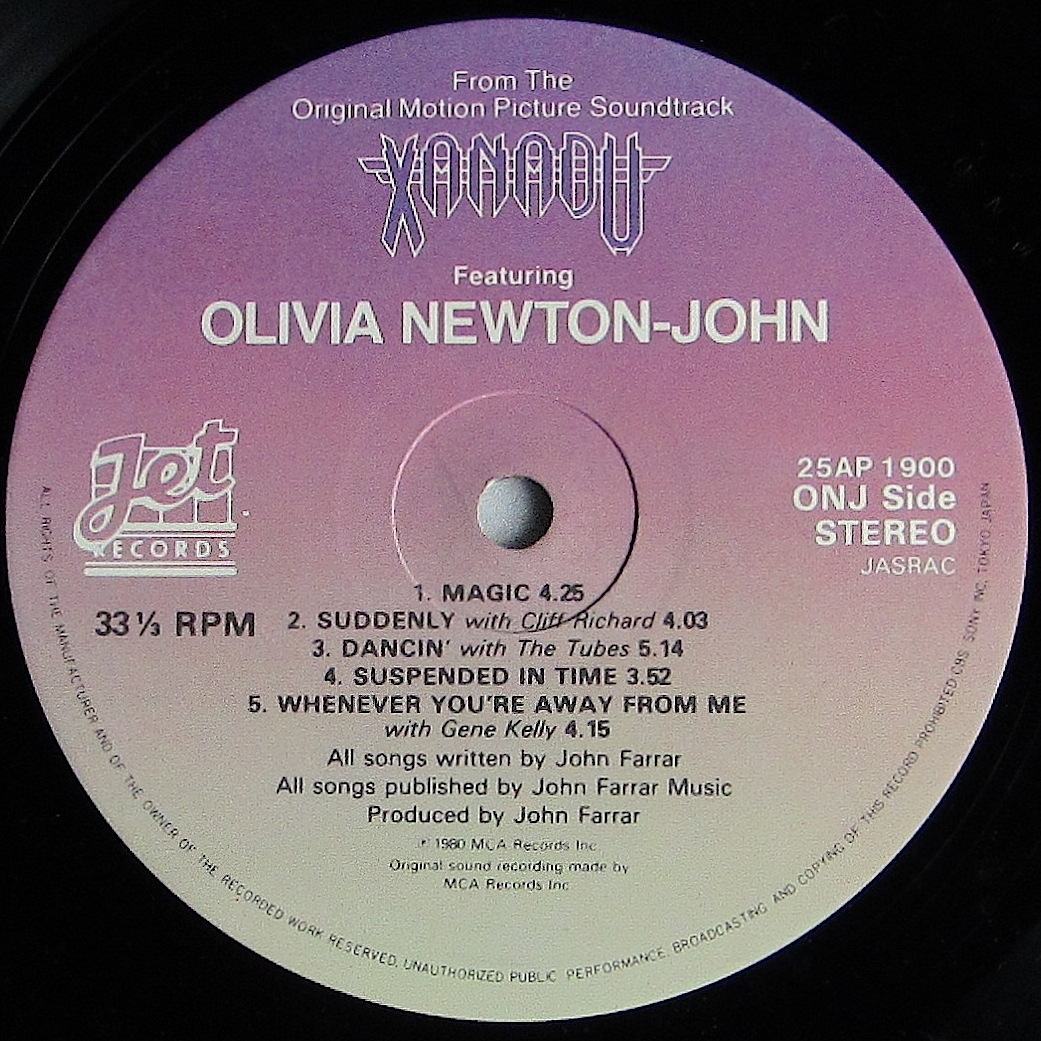 From The
Original Motion Picture Soundtrack
XANADU
Featuring
OLIVIA NEWTON-JOHN
Jet
RECORDS
25AP 1900
ONJ Side
STEREO
JASRAC
33⅓ RPM
1. MAGIC 4.25
2. SUDDENLY with Cliff Richard 4.03
3. DANCIN' with The Tubes 5.14
4. SUSPENDED IN TIME 3.52
5. WHENEVER YOU'RE AWAY FROM ME
with Gene Kelly 4.15
All songs written by John Farrar
All songs published by John Farrar Music
Produced by John Farrar
℗ 1980 MCA Records Inc.
Original sound recording made by
MCA Records Inc
ALL RIGHTS OF THE MANUFACTURER AND OF THE OWNER OF THE RECORDED WORK RESERVED. UNAUTHORIZED PUBLIC PERFORMANCE. BROADCASTING AND COPYING OF THIS RECORD PROHIBITED CBS SONY INC. TOKYO JAPAN